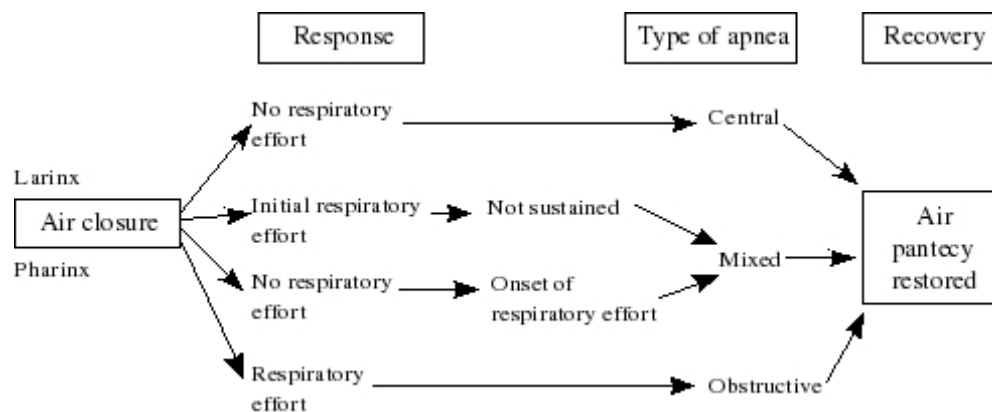 Response
Type of apnea
Recovery
No respiratory
effort
Central
Larinx
Air closure
Pharinx
Initial respiratory
effort
Not sustained
No respiratory
effort
Onset of
respiratory effort
Mixed
Respiratory
effort
Obstructive
Air
pantecy
restored